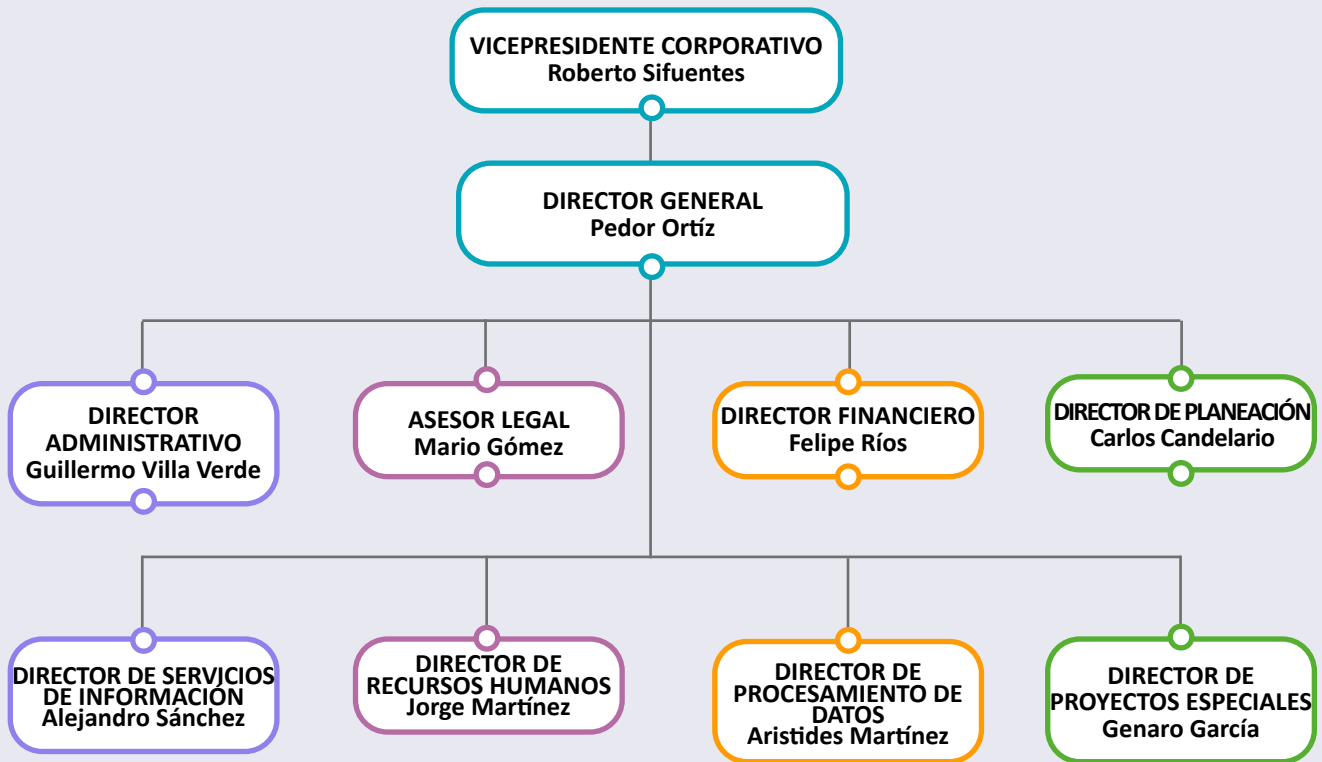 VICEPRESIDENTE CORPORATIVO
Roberto Sifuentes
DIRECTOR GENERAL
Pedor Ortíz
DIRECTOR
ADMINISTRATIVO
Guillermo Villa Verde
ASESOR LEGAL
Mario Gómez
DIRECTOR FINANCIERO
Felipe Ríos
DIRECTOR DE PLANEACIÓN
Carlos Candelario
DIRECTOR DE SERVICIOS
DE INFORMACIÓN
Alejandro Sánchez
DIRECTOR DE
RECURSOS HUMANOS
Jorge Martínez
DIRECTOR DE
PROCESAMIENTO DE
DATOS
Aristides Martínez
DIRECTOR DE
PROYECTOS ESPECIALES
Genaro García